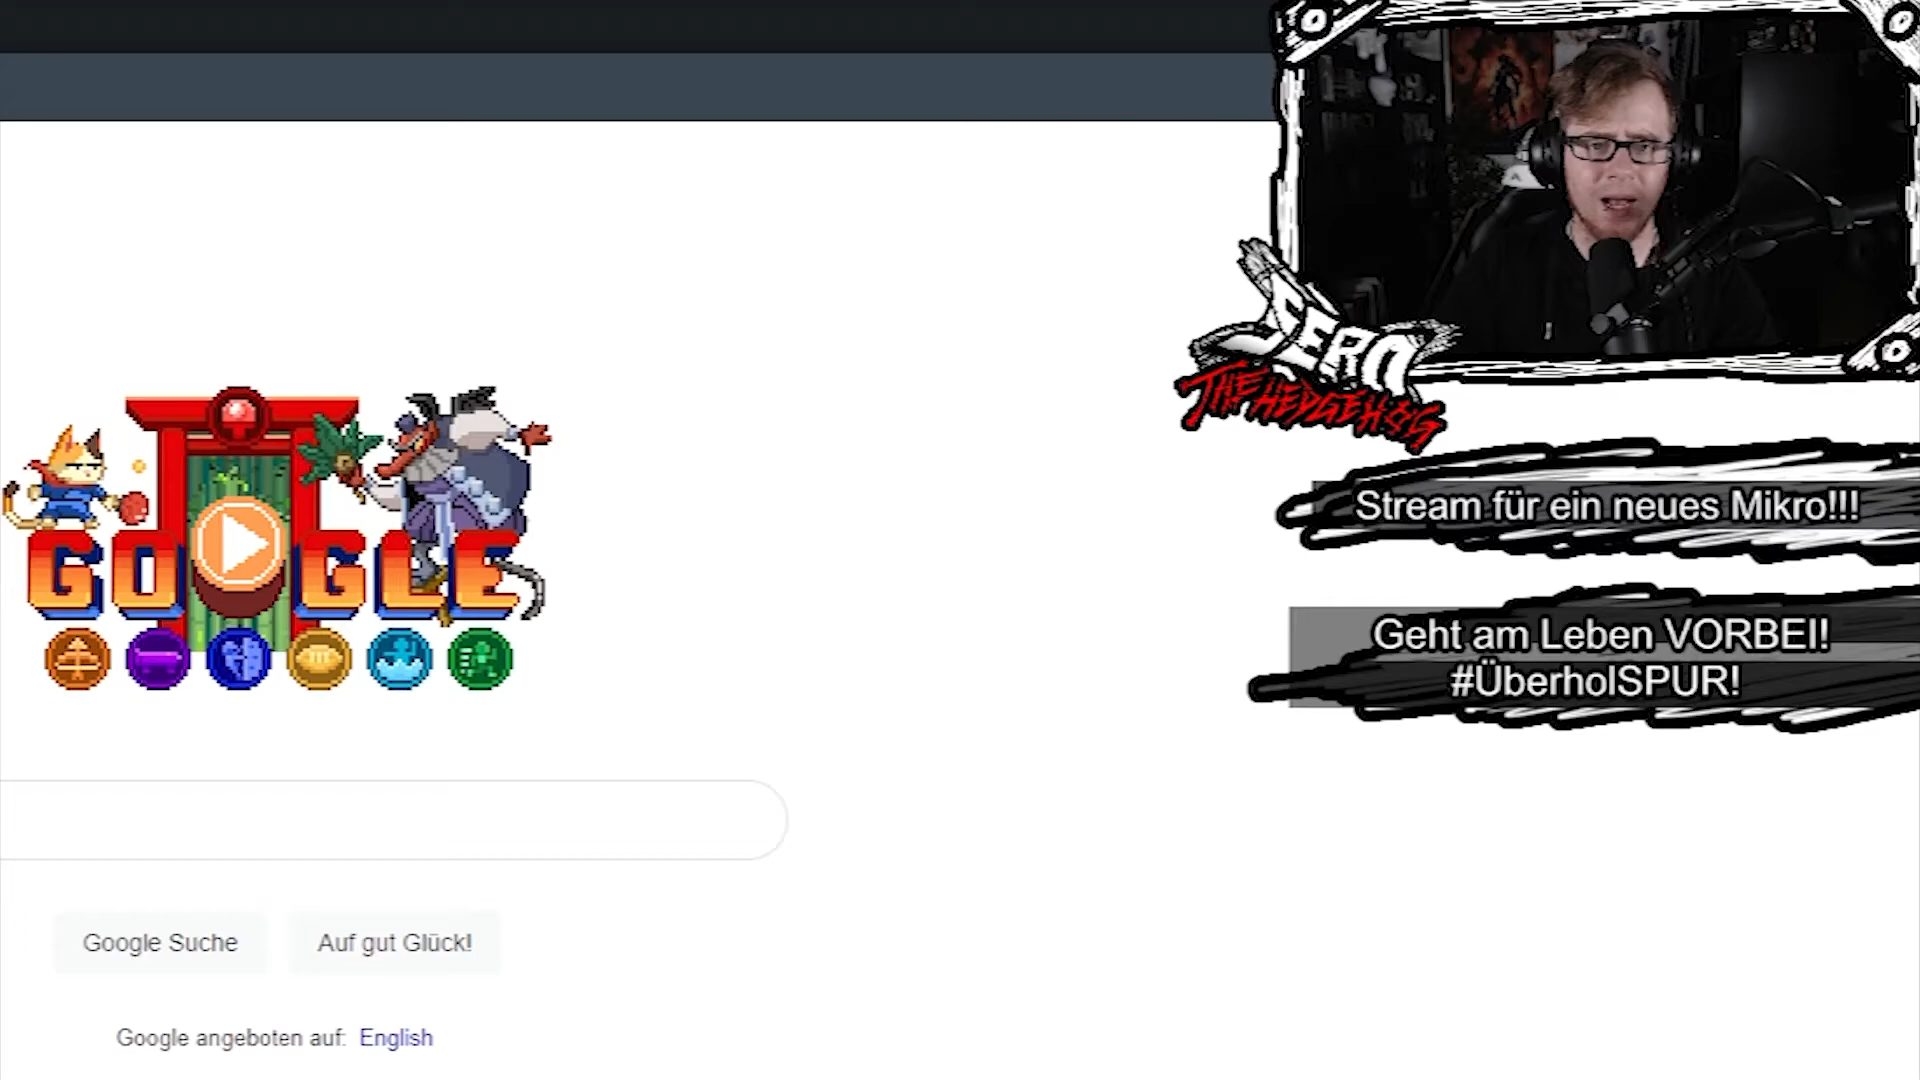 SERO
THE HEDGEHOG
GOOGLE
Stream für ein neues Mikro!!!
Geht am Leben VORBEI!
#ÜberholSPUR!
Google Suche
Auf gut Glück!
Google angeboten auf: English